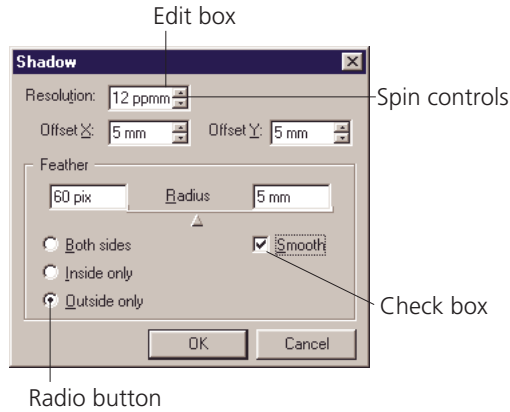 Edit box
Shadow
Resolution: 12 ppmm Spin controls
Offset X: 5 mm Offset Y: 5 mm
Feather
60 pix Radius 5 mm
Both sides Smooth
Inside only
Outside only
Check box
OK Cancel
Radio button